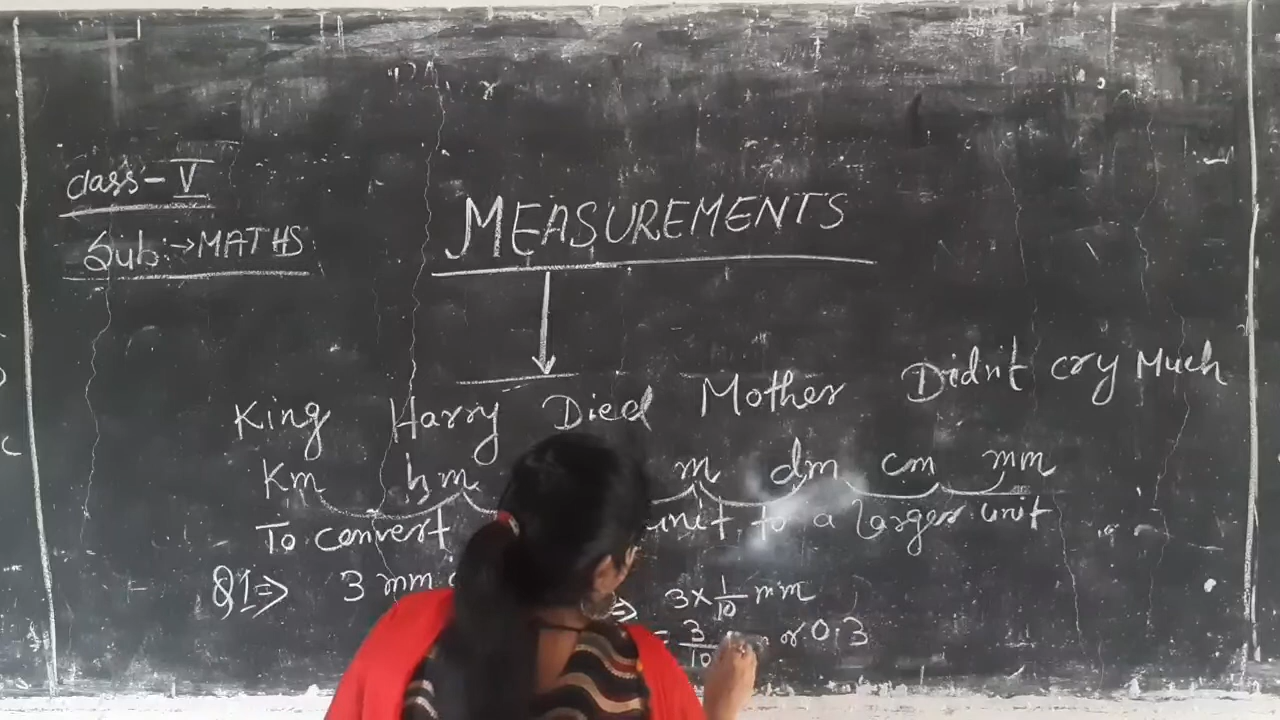 Class - V
Sub:→ MATHS
MEASUREMENTS
King Harry Died Mother Didn't cry Much
Km hm m dm cm mm
To convert unit to a larger unit
Q1⇒ 3 mm ⇒ 3 × 1/10 mm
= 3/10 or 0.3